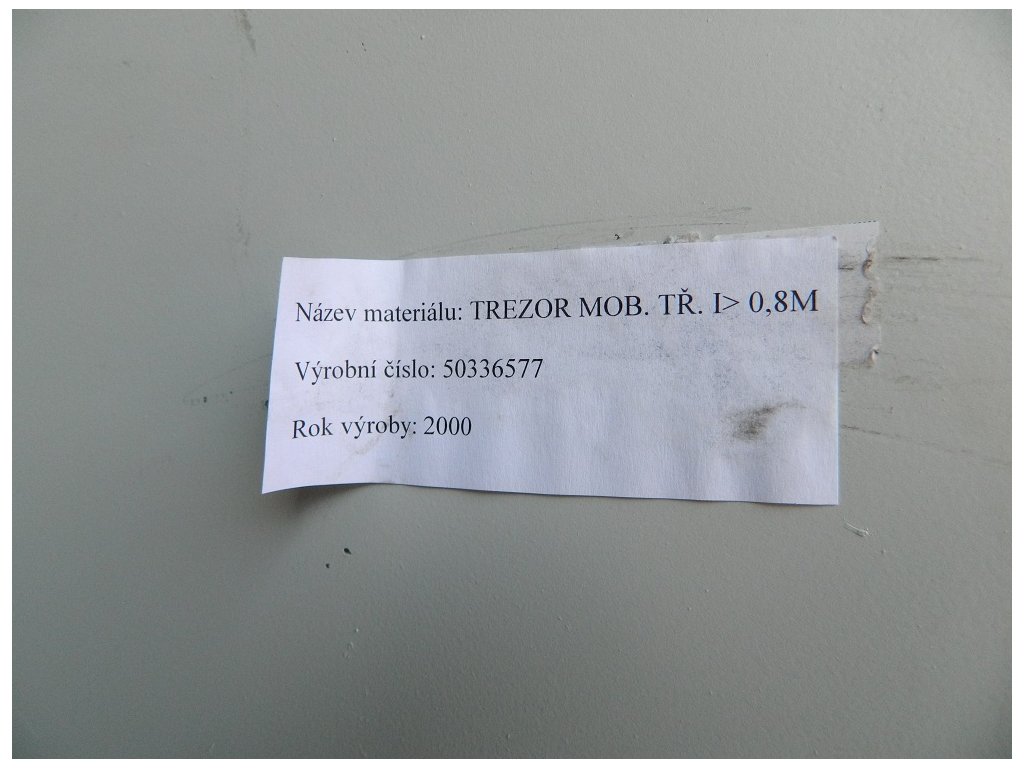 Název materiálu: TREZOR MOB. TŘ. I> 0,8M
Výrobní číslo: 50336577
Rok výroby: 2000